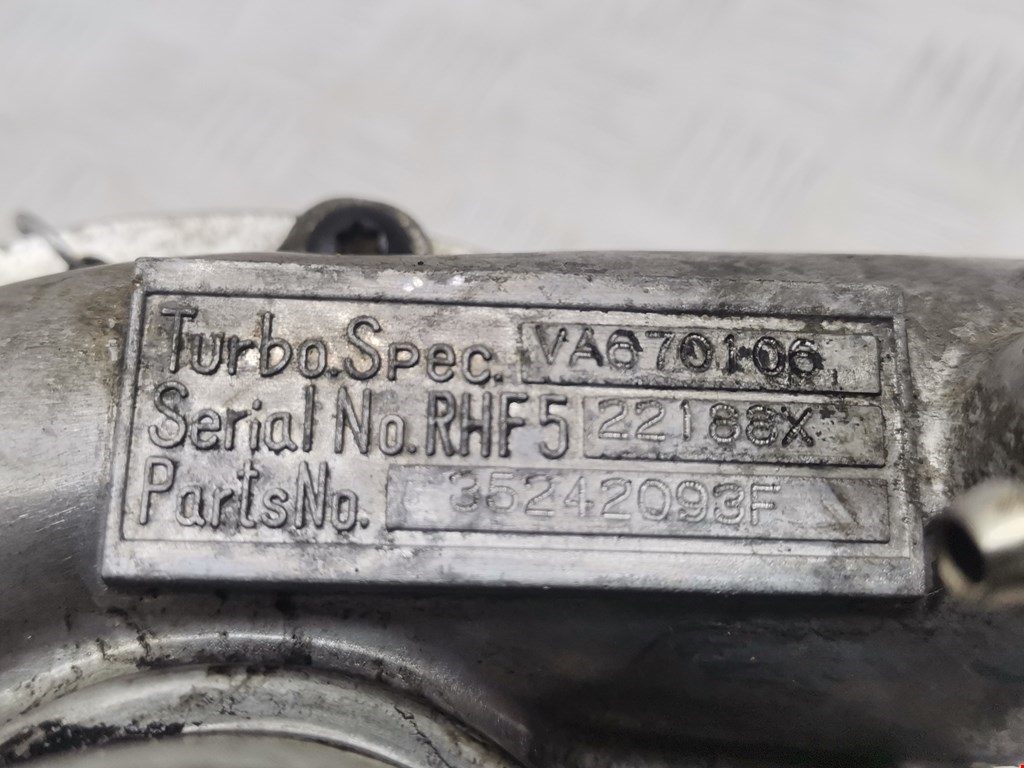 Turbo.Spec. VA670106
Serial No.RHF5 22188X
PartsNo. 35242093F